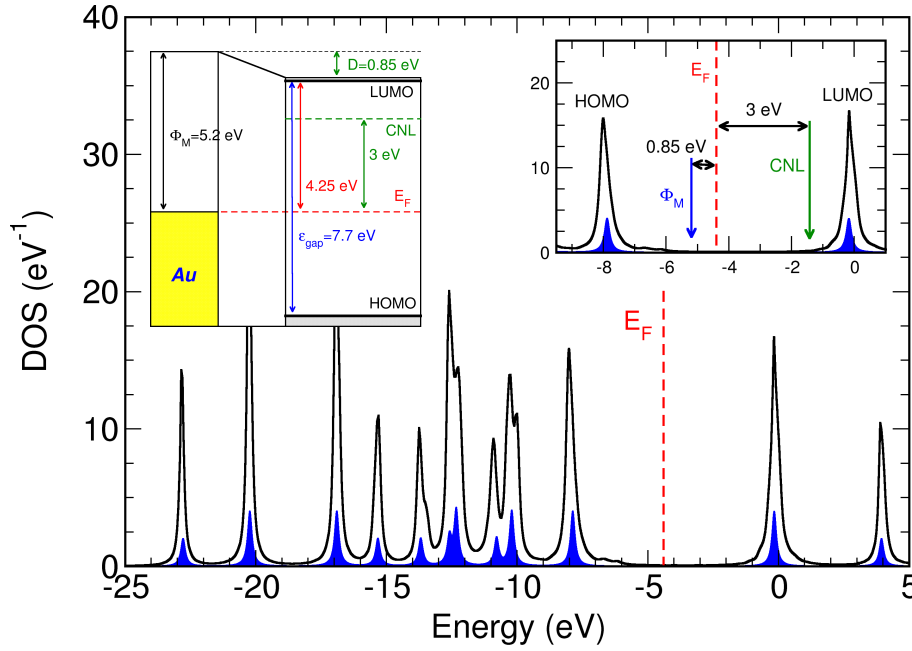 40
30
20
10
0
DOS (eV⁻¹)
-25
-20
-15
-10
-5
0
5
Energy (eV)
E_F
D=0.85 eV
LUMO
Φ_M=5.2 eV
CNL
3 eV
4.25 eV
E_F
ε_gap=7.7 eV
Au
HOMO
20
10
0
-8
-6
-4
-2
0
E_F
HOMO
LUMO
3 eV
0.85 eV
Φ_M
CNL